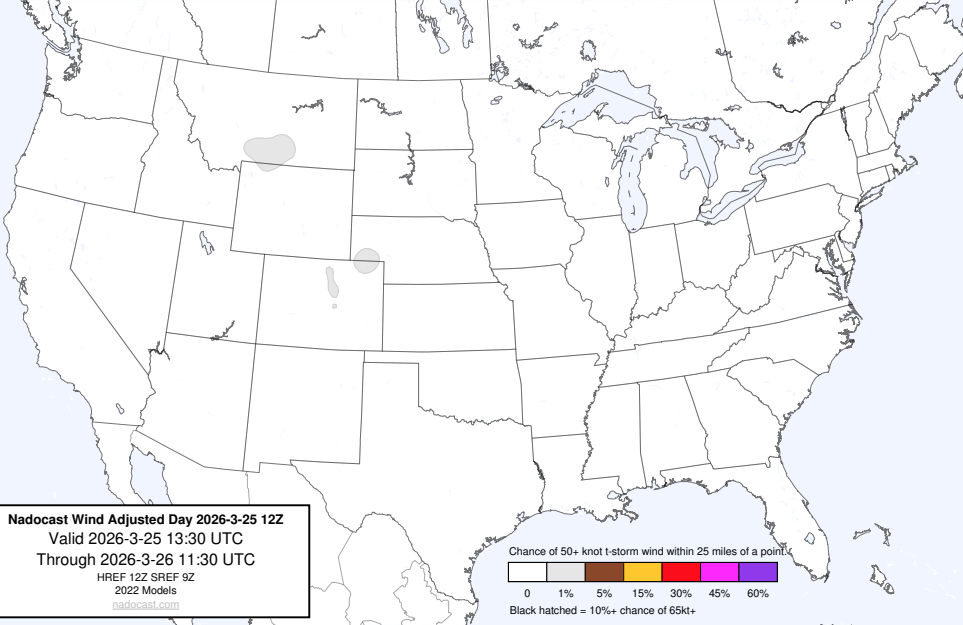 Nadocast Wind Adjusted Day 2026-3-25 12Z
Valid 2026-3-25 13:30 UTC
Through 2026-3-26 11:30 UTC
HREF 12Z SREF 9Z
2022 Models
nadocast.com
Chance of 50+ knot t-storm wind within 25 miles of a point.
0 1% 5% 15% 30% 45% 60%
Black hatched = 10%+ chance of 65kt+